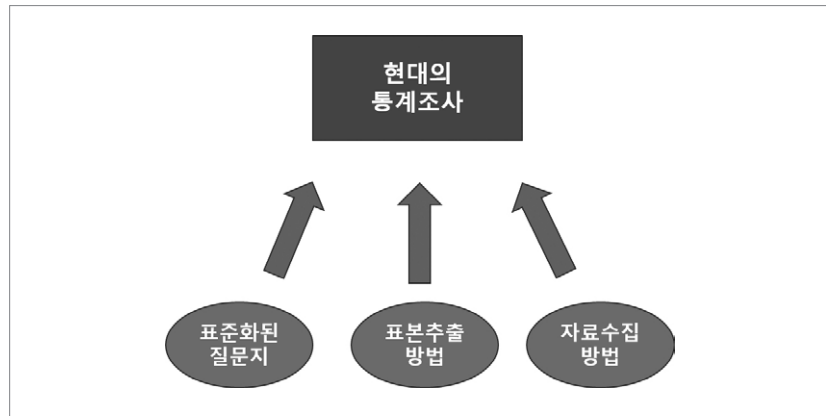 현대의
통계조사
표준화된
질문지
표본추출
방법
자료수집
방법